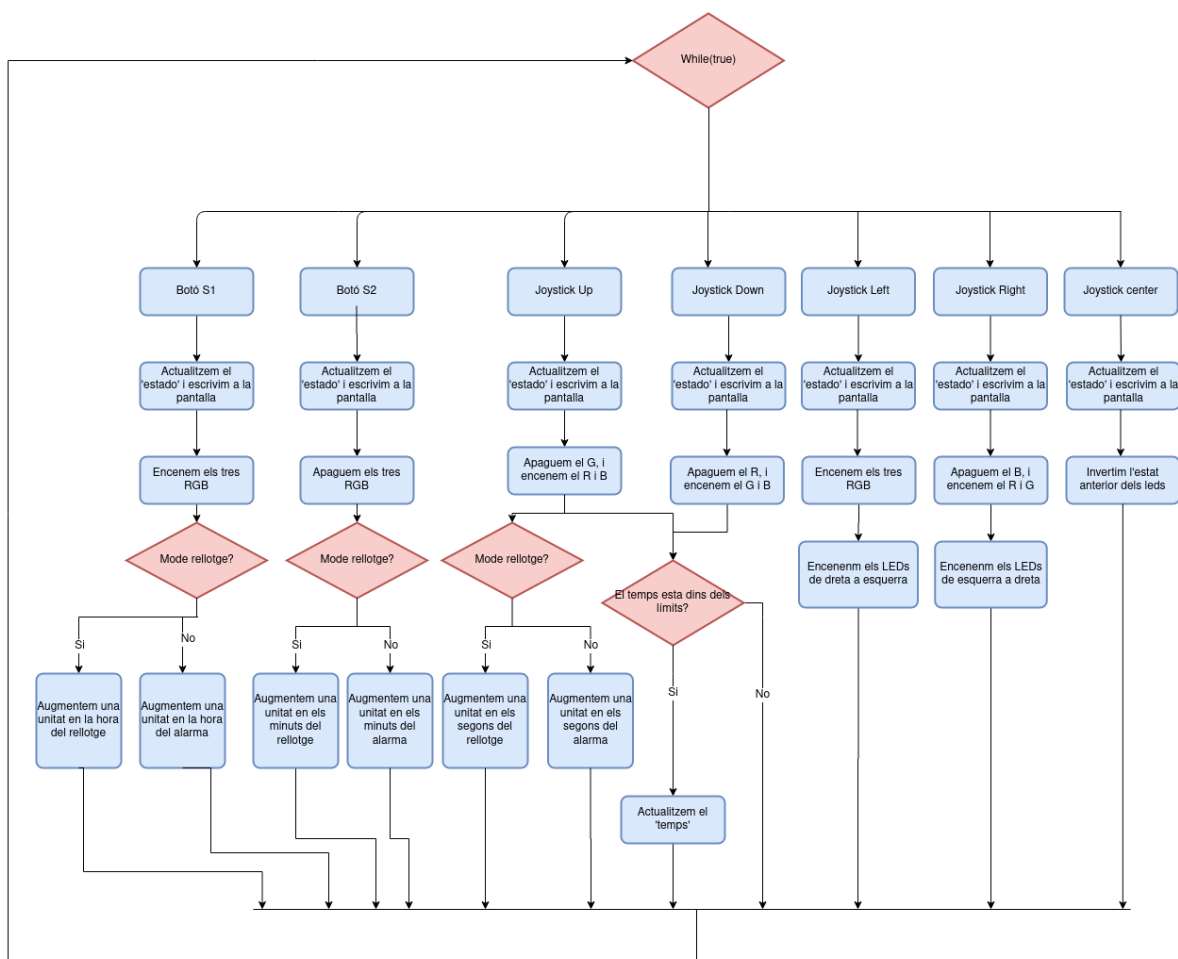 While(true)
Botó S1
Botó S2
Joystick Up
Joystick Down
Joystick Left
Joystick Right
Joystick center
Actualitzem el
'estado' i escrivim a la
pantalla
Actualitzem el
'estado' i escrivim a la
pantalla
Actualitzem el
'estado' i escrivim a la
pantalla
Actualitzem el
'estado' i escrivim a la
pantalla
Actualitzem el
'estado' i escrivim a la
pantalla
Actualitzem el
'estado' i escrivim a la
pantalla
Actualitzem el
'estado' i escrivim a la
pantalla
Encenem els tres
RGB
Apaguem els tres
RGB
Apaguem el G, i
encenem el R i B
Apaguem el R, i
encenem el G i B
Encenem els tres
RGB
Apaguem el B, i
encenem el R i G
Invertim l'estat
anterior dels leds
Mode rellotge?
Mode rellotge?
Mode rellotge?
El temps esta dins dels
límits?
Encenenm els LEDs
de dreta a esquerra
Encenenm els LEDs
de esquerra a dreta
Si
No
Si
No
Si
No
Si
No
Augmentem una
unitat en la hora
del rellotge
Augmentem una
unitat en la hora
del alarma
Augmentem una
unitat en els
minuts del
rellotge
Augmentem una
unitat en els
minuts del
alarma
Augmentem una
unitat en els
segons del
rellotge
Augmentem una
unitat en els
segons del
alarma
Actualitzem el
'temps'